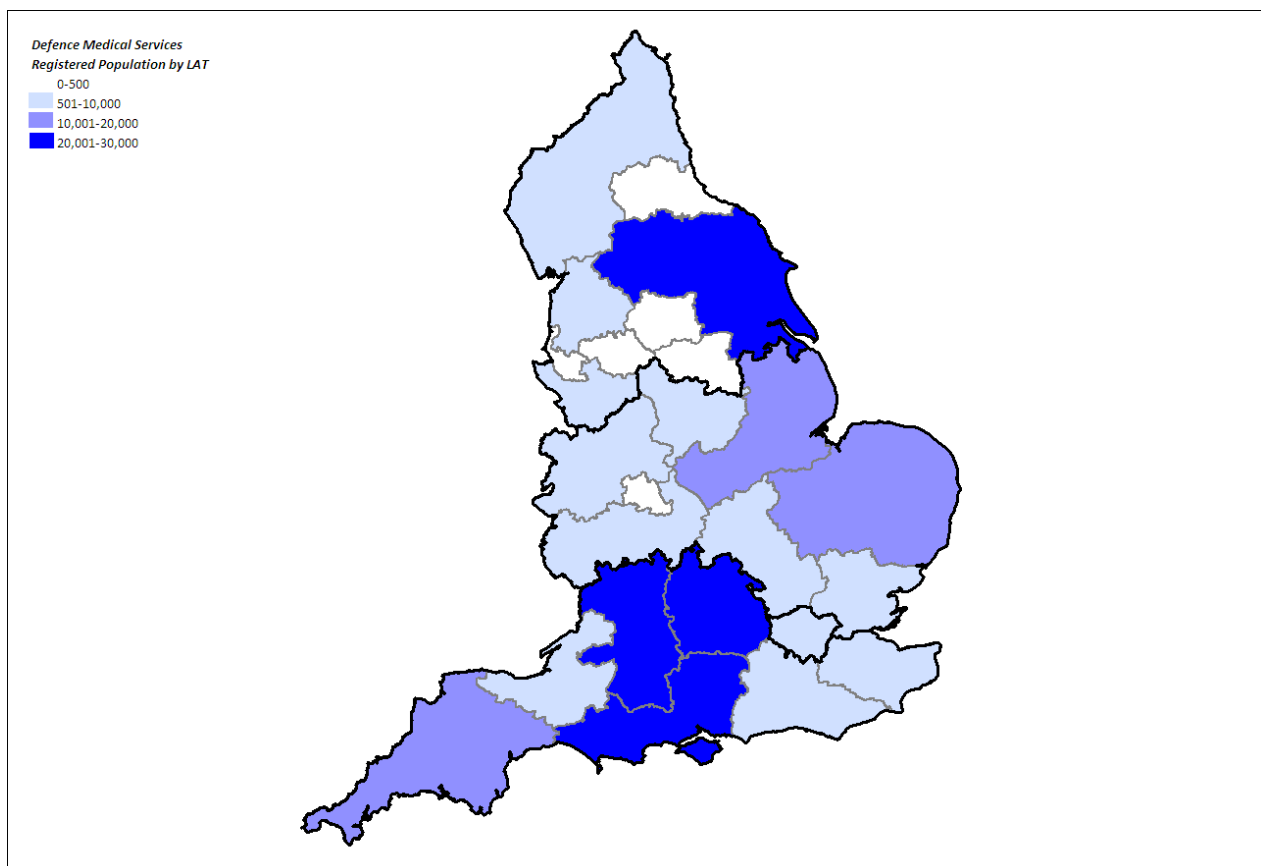 Defence Medical Services
Registered Population by LAT
0-500
501-10,000
10,001-20,000
20,001-30,000